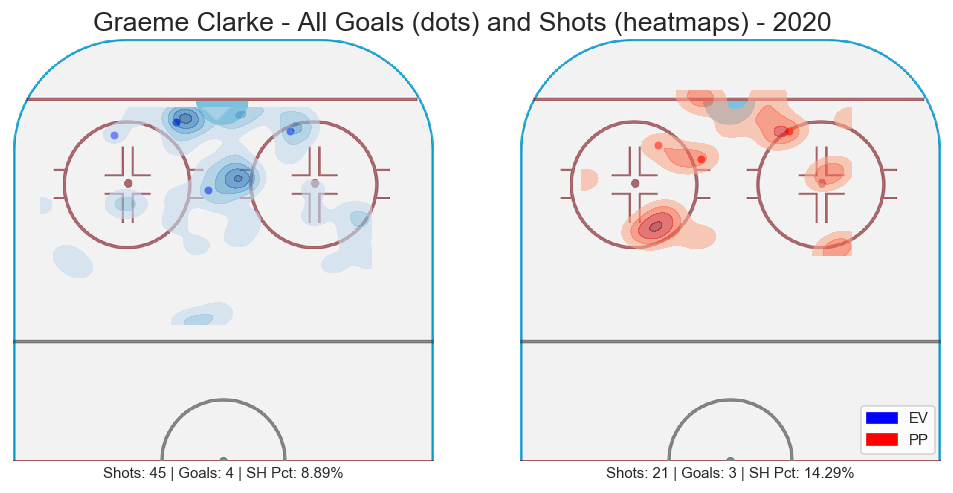 Graeme Clarke - All Goals (dots) and Shots (heatmaps) - 2020
EV
PP
Shots: 45 | Goals: 4 | SH Pct: 8.89%
Shots: 21 | Goals: 3 | SH Pct: 14.29%